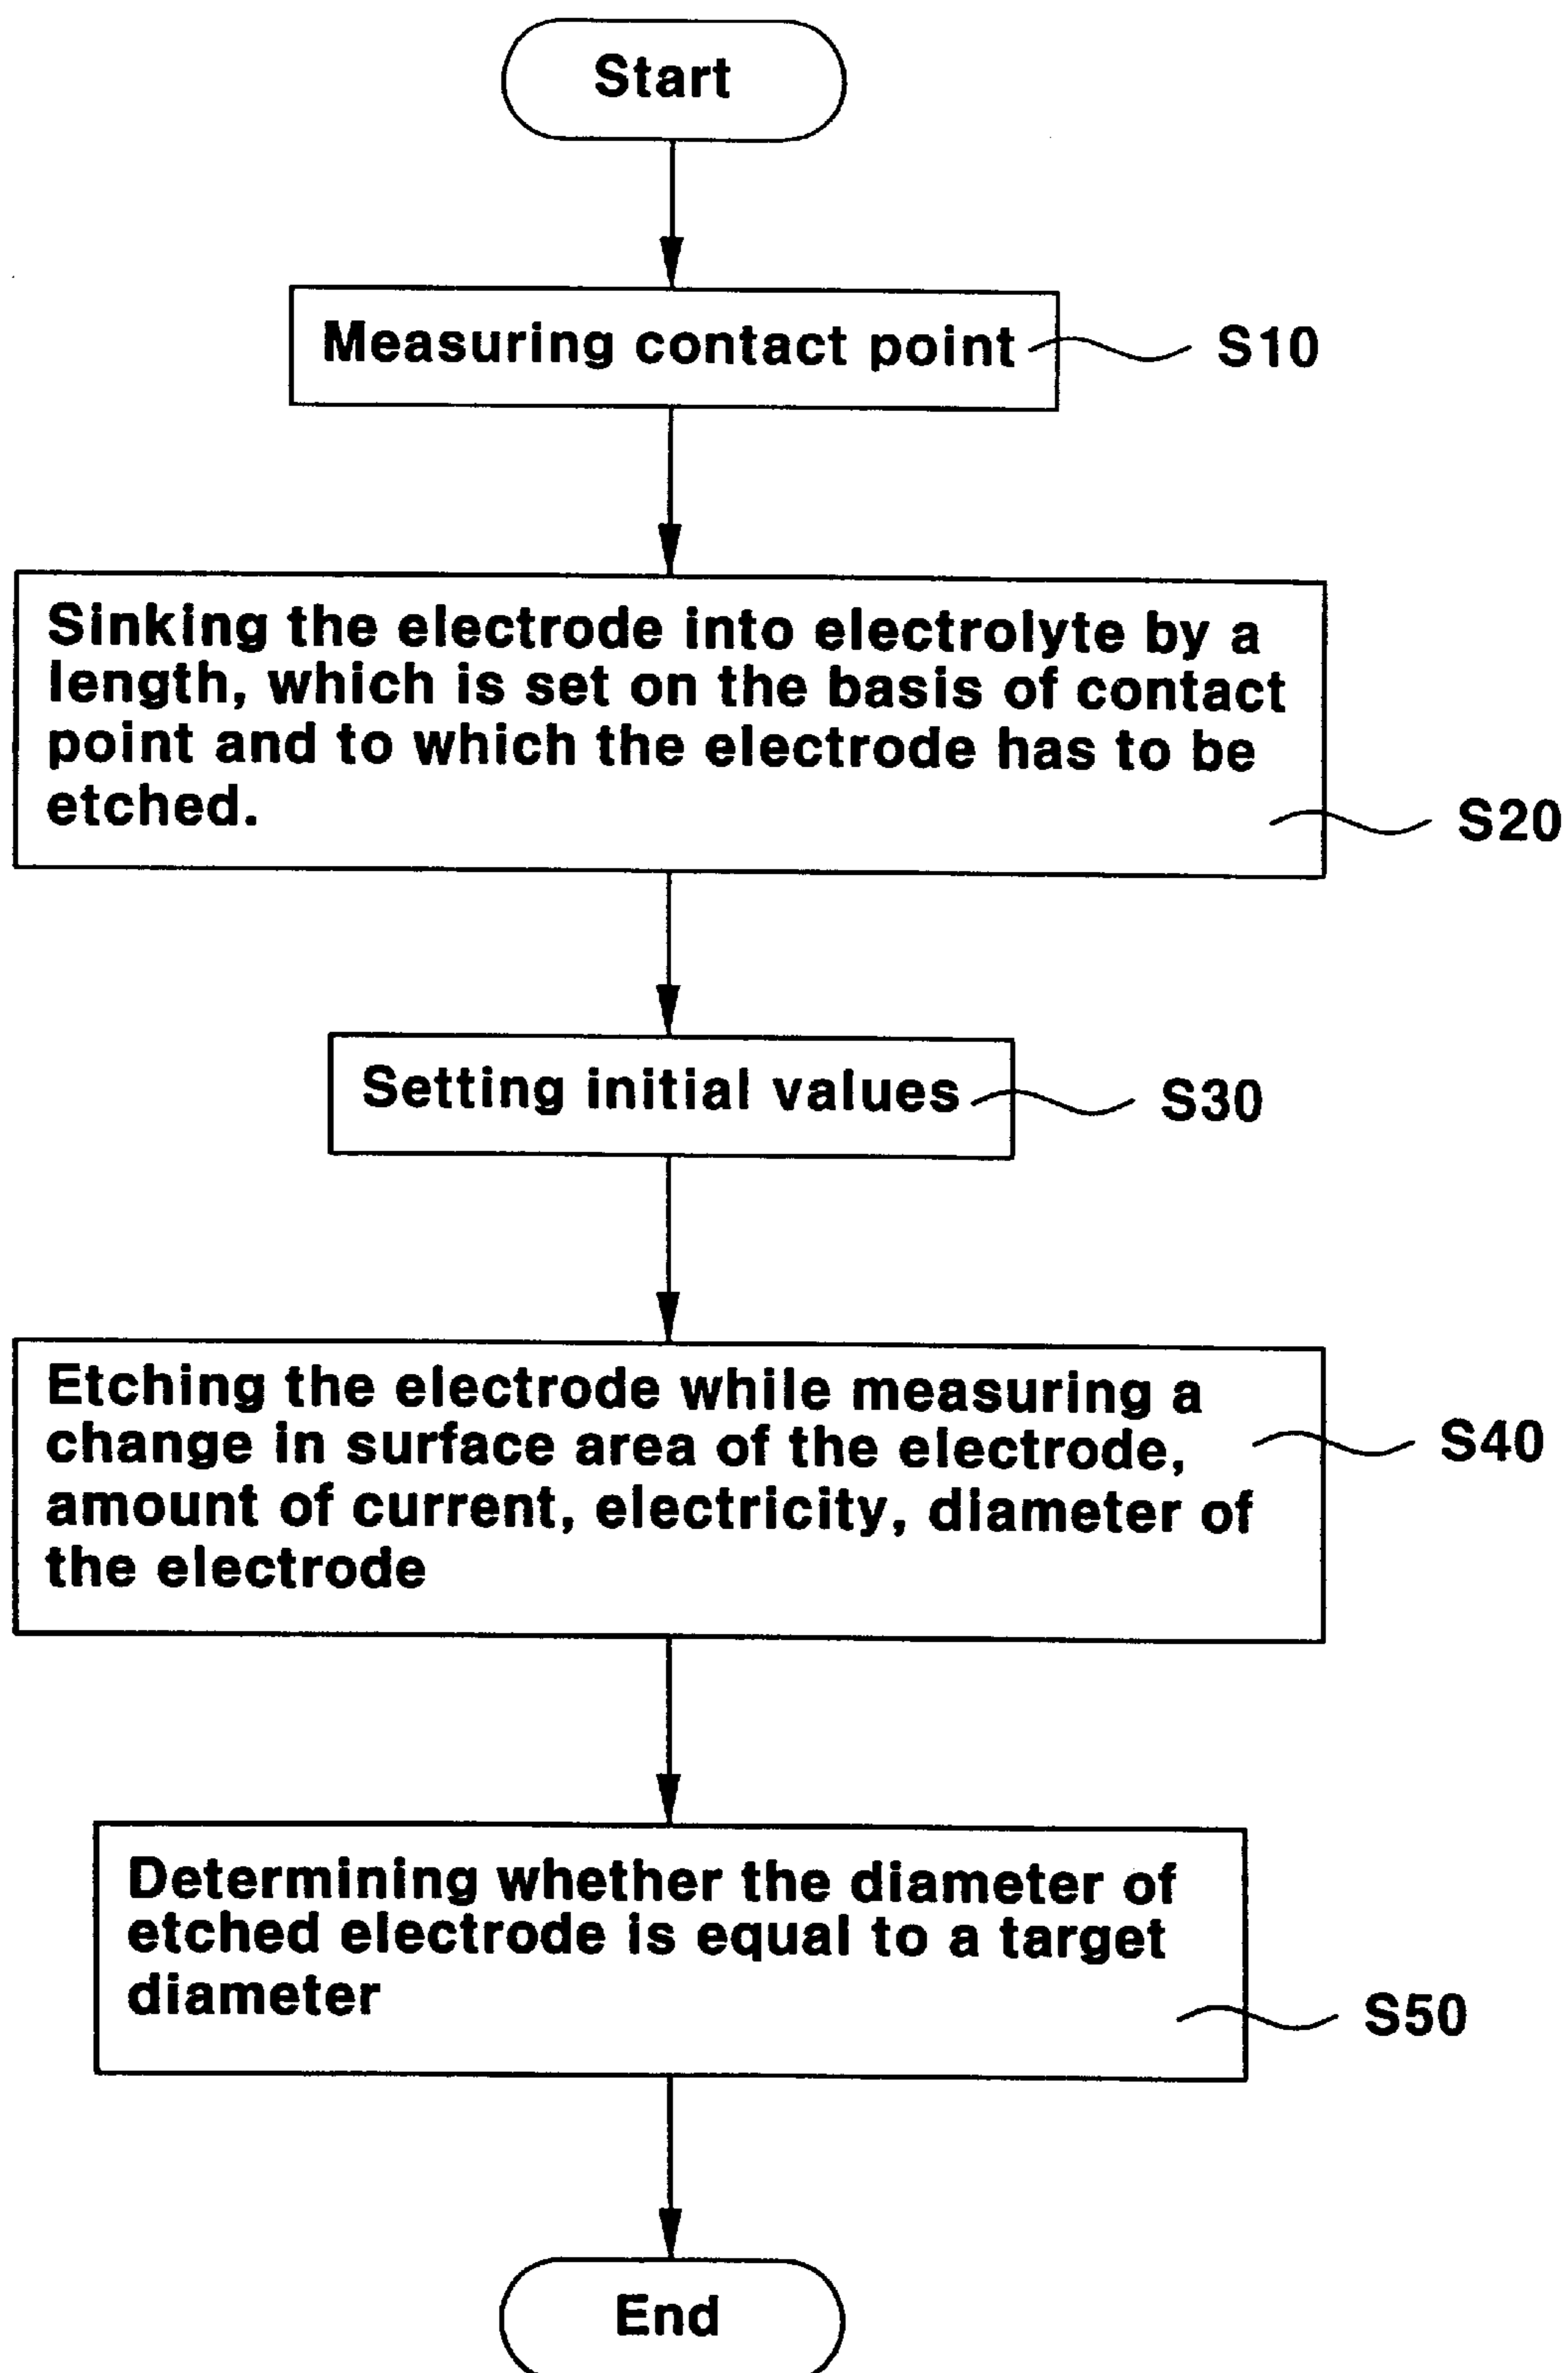 Start
Measuring contact point
S10
Sinking the electrode into electrolyte by a
length, which is set on the basis of contact
point and to which the electrode has to be
etched.
S20
Setting initial values
S30
Etching the electrode while measuring a
change in surface area of the electrode,
amount of current, electricity, diameter of
the electrode
S40
Determining whether the diameter of
etched electrode is equal to a target
diameter
S50
End